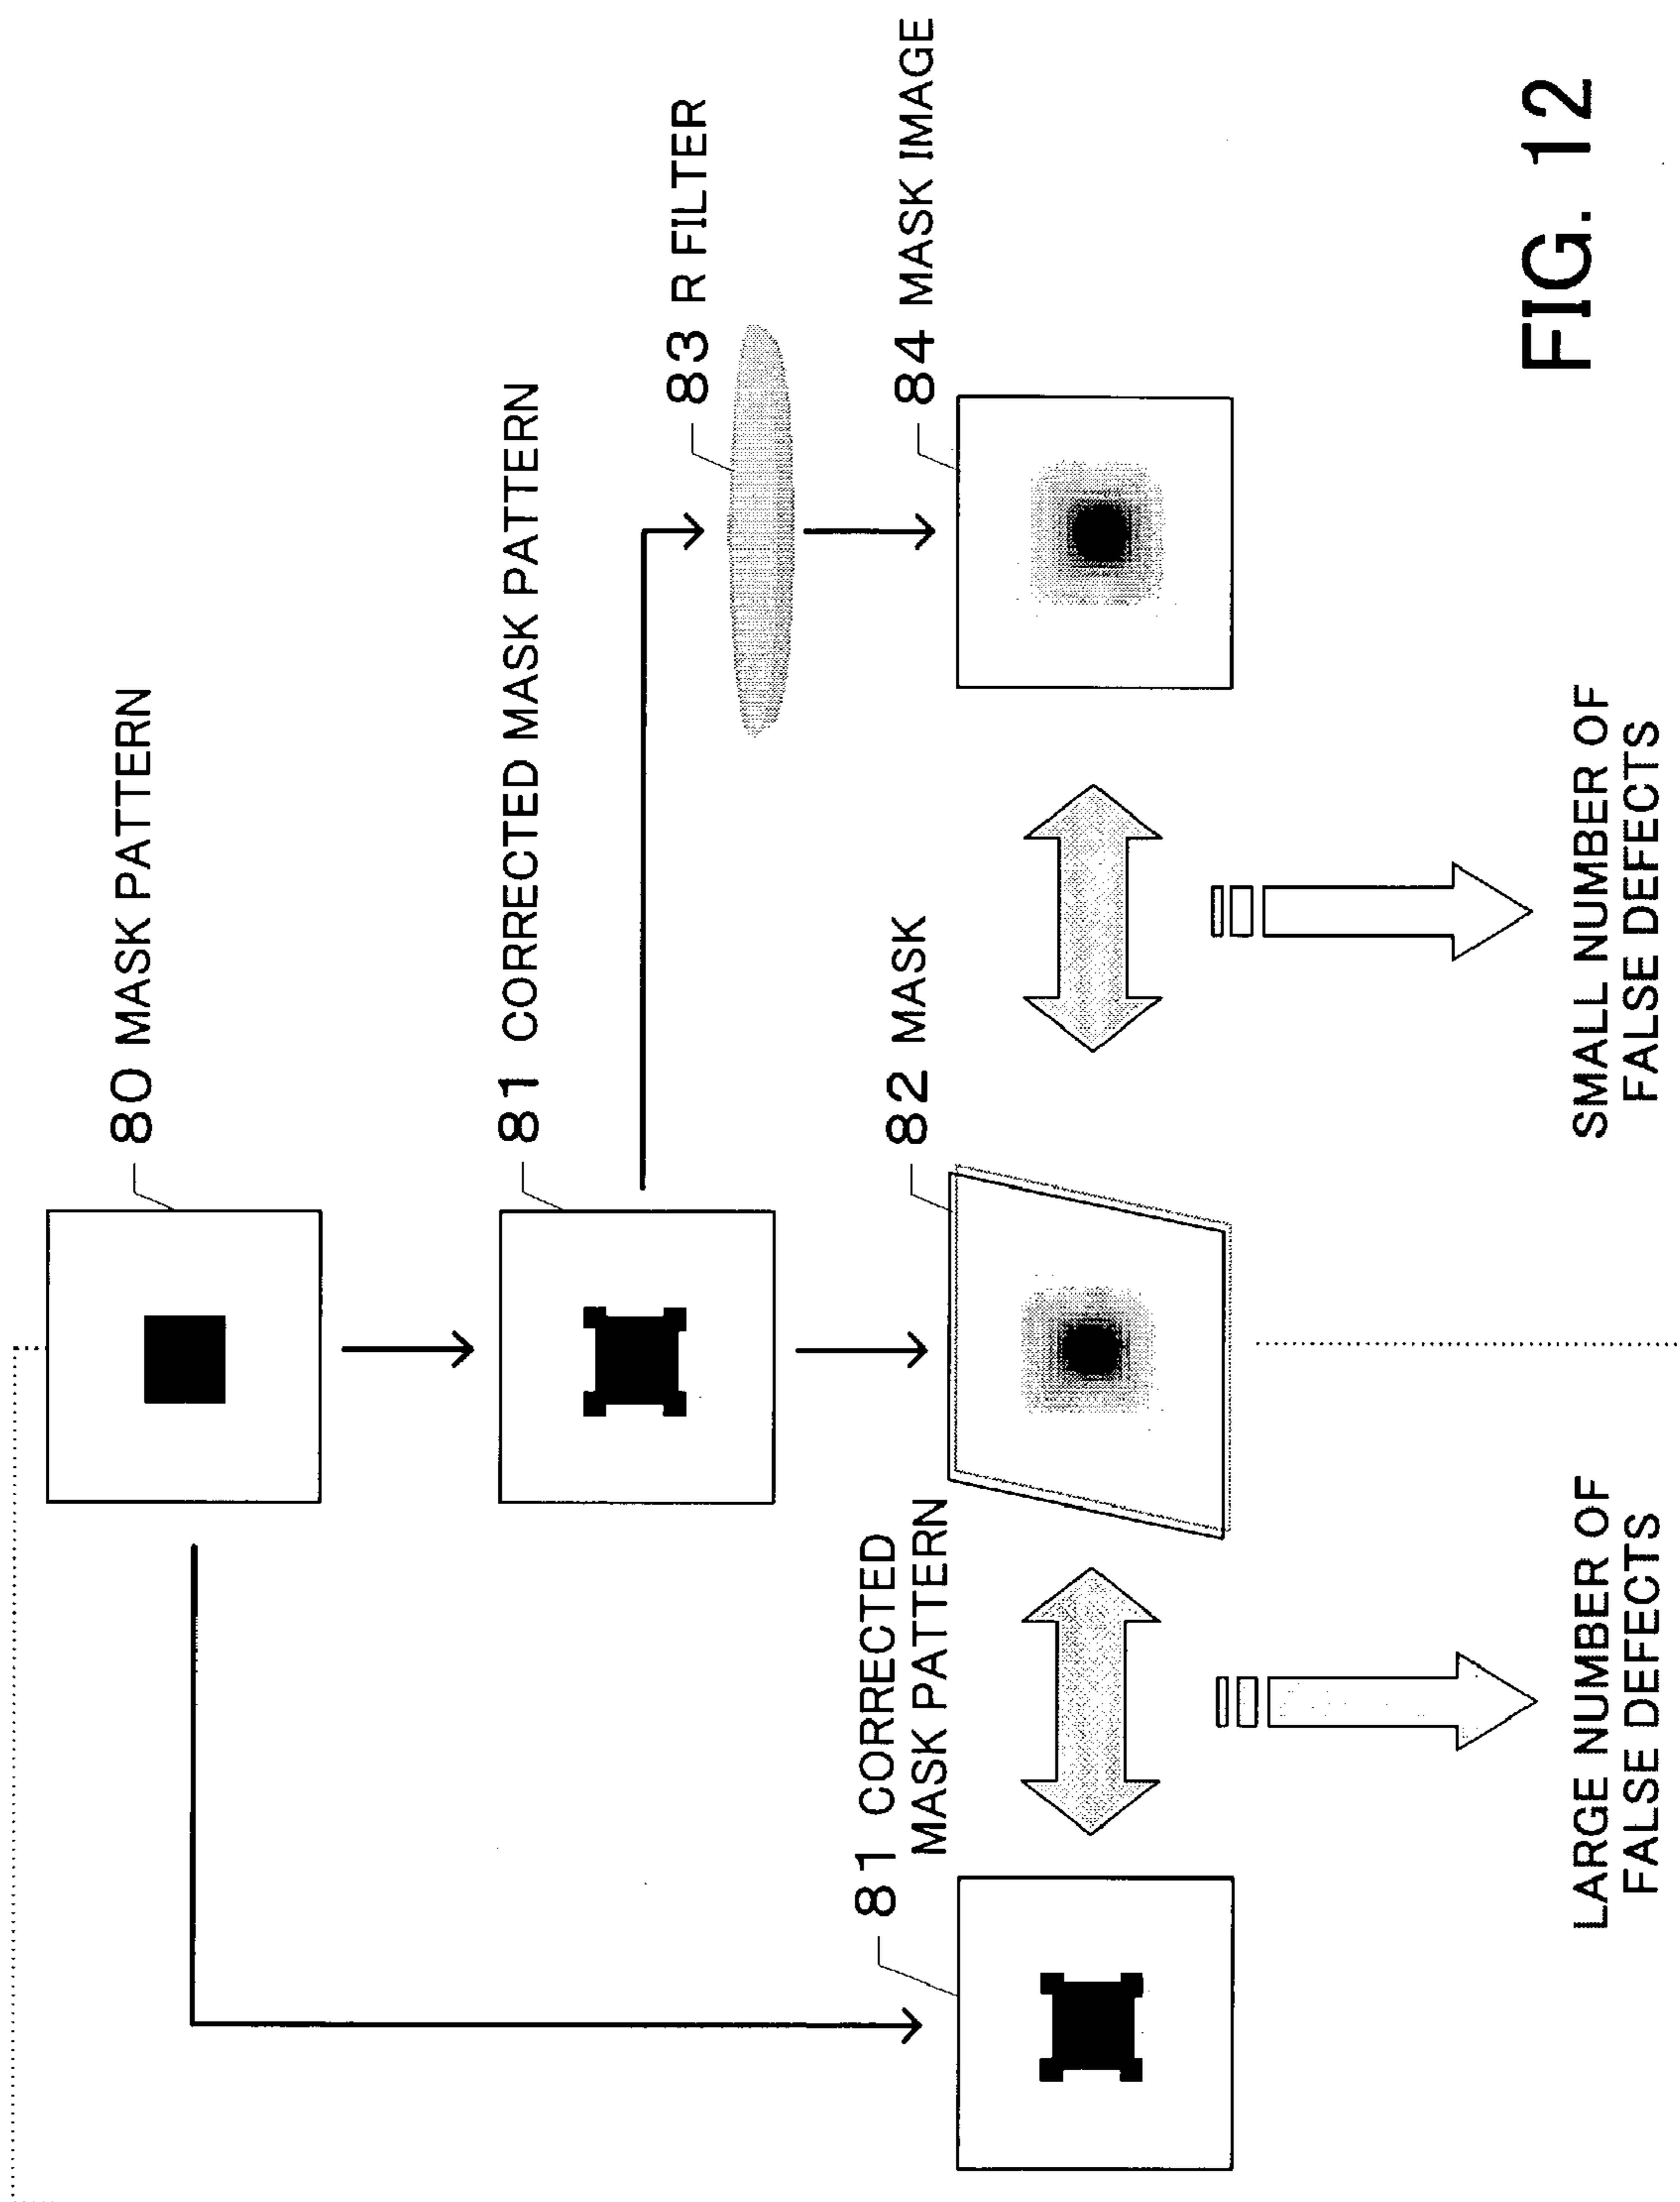 80 MASK PATTERN
81 CORRECTED MASK PATTERN
83 R FILTER
81 CORRECTED
MASK PATTERN
82 MASK
84 MASK IMAGE
LARGE NUMBER OF
FALSE DEFECTS
SMALL NUMBER OF
FALSE DEFECTS
FIG. 12